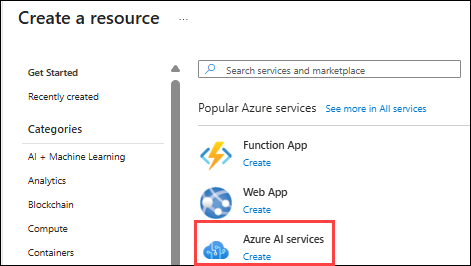 Create a resource ...
Get Started
Recently created
Categories
AI + Machine Learning
Analytics
Blockchain
Compute
Containers
Search services and marketplace
Popular Azure services See more in All services
Function App
Create
Web App
Create
Azure AI services
Create